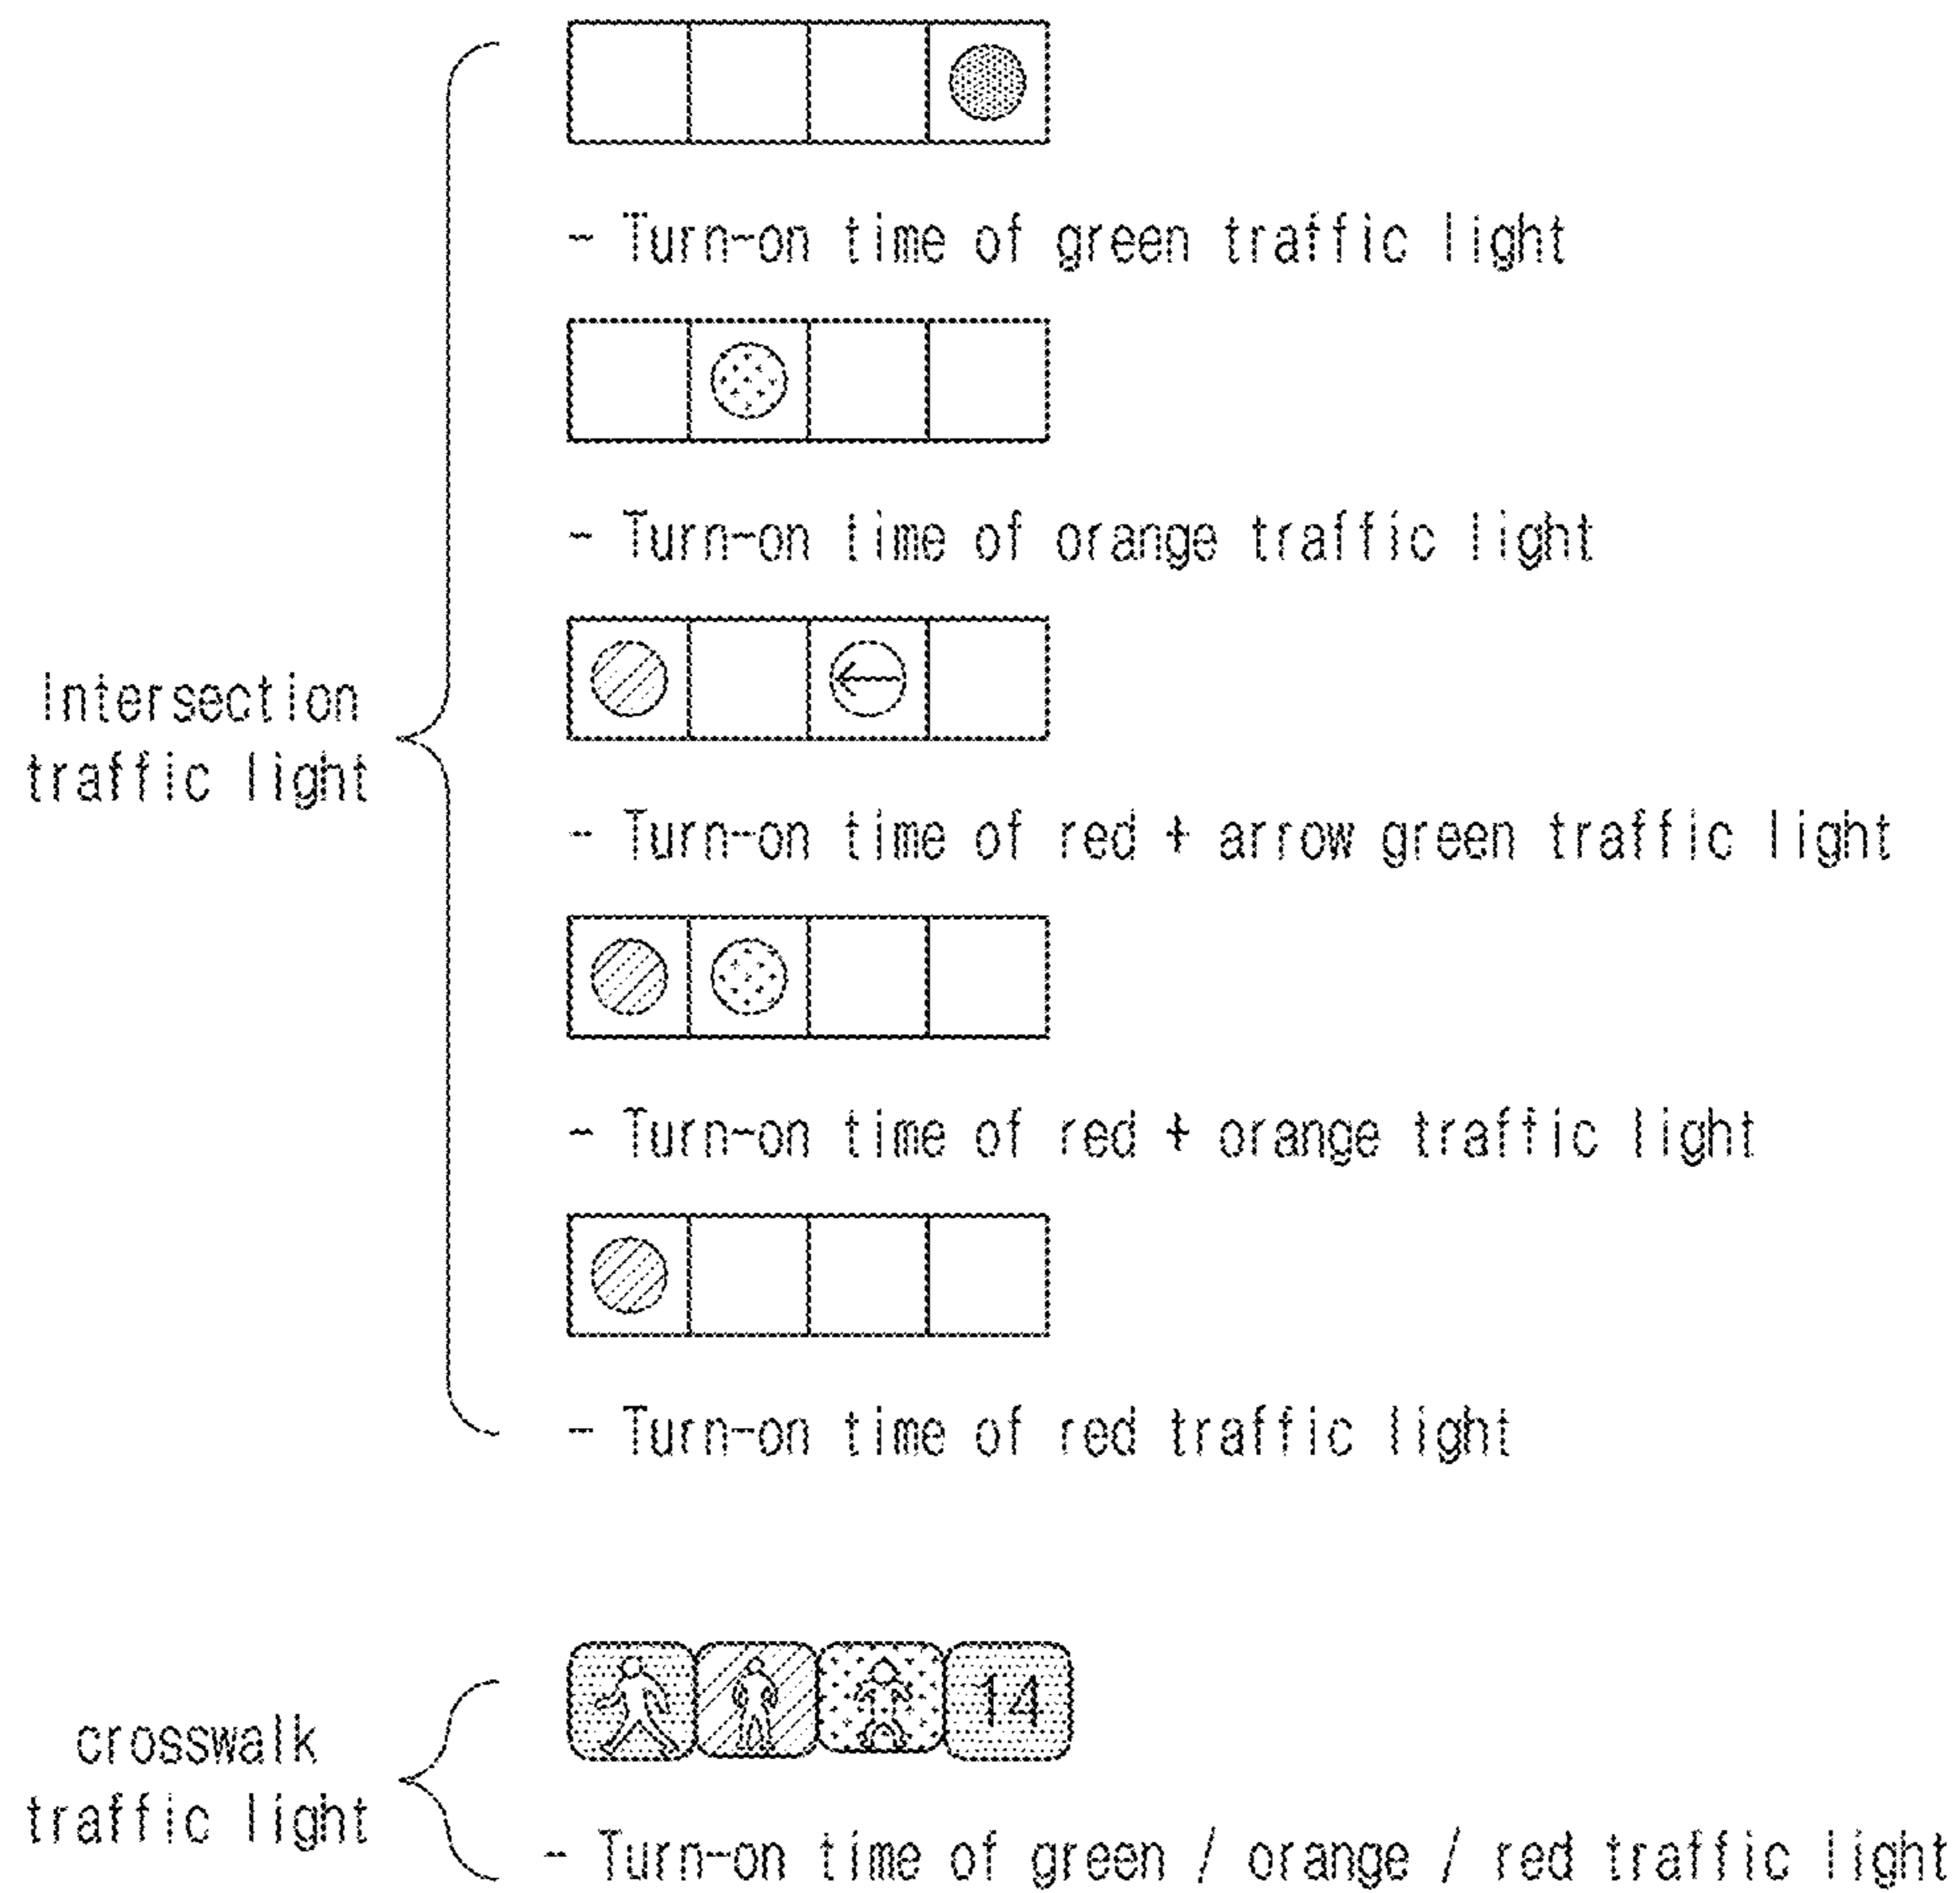 - Turn-on time of green traffic light
- Turn-on time of orange traffic light
Intersection
traffic light
- Turn-on time of red + arrow green traffic light
- Turn-on time of red + orange traffic light
- Turn-on time of red traffic light
14
crosswalk
traffic light
- Turn-on time of green / orange / red traffic light